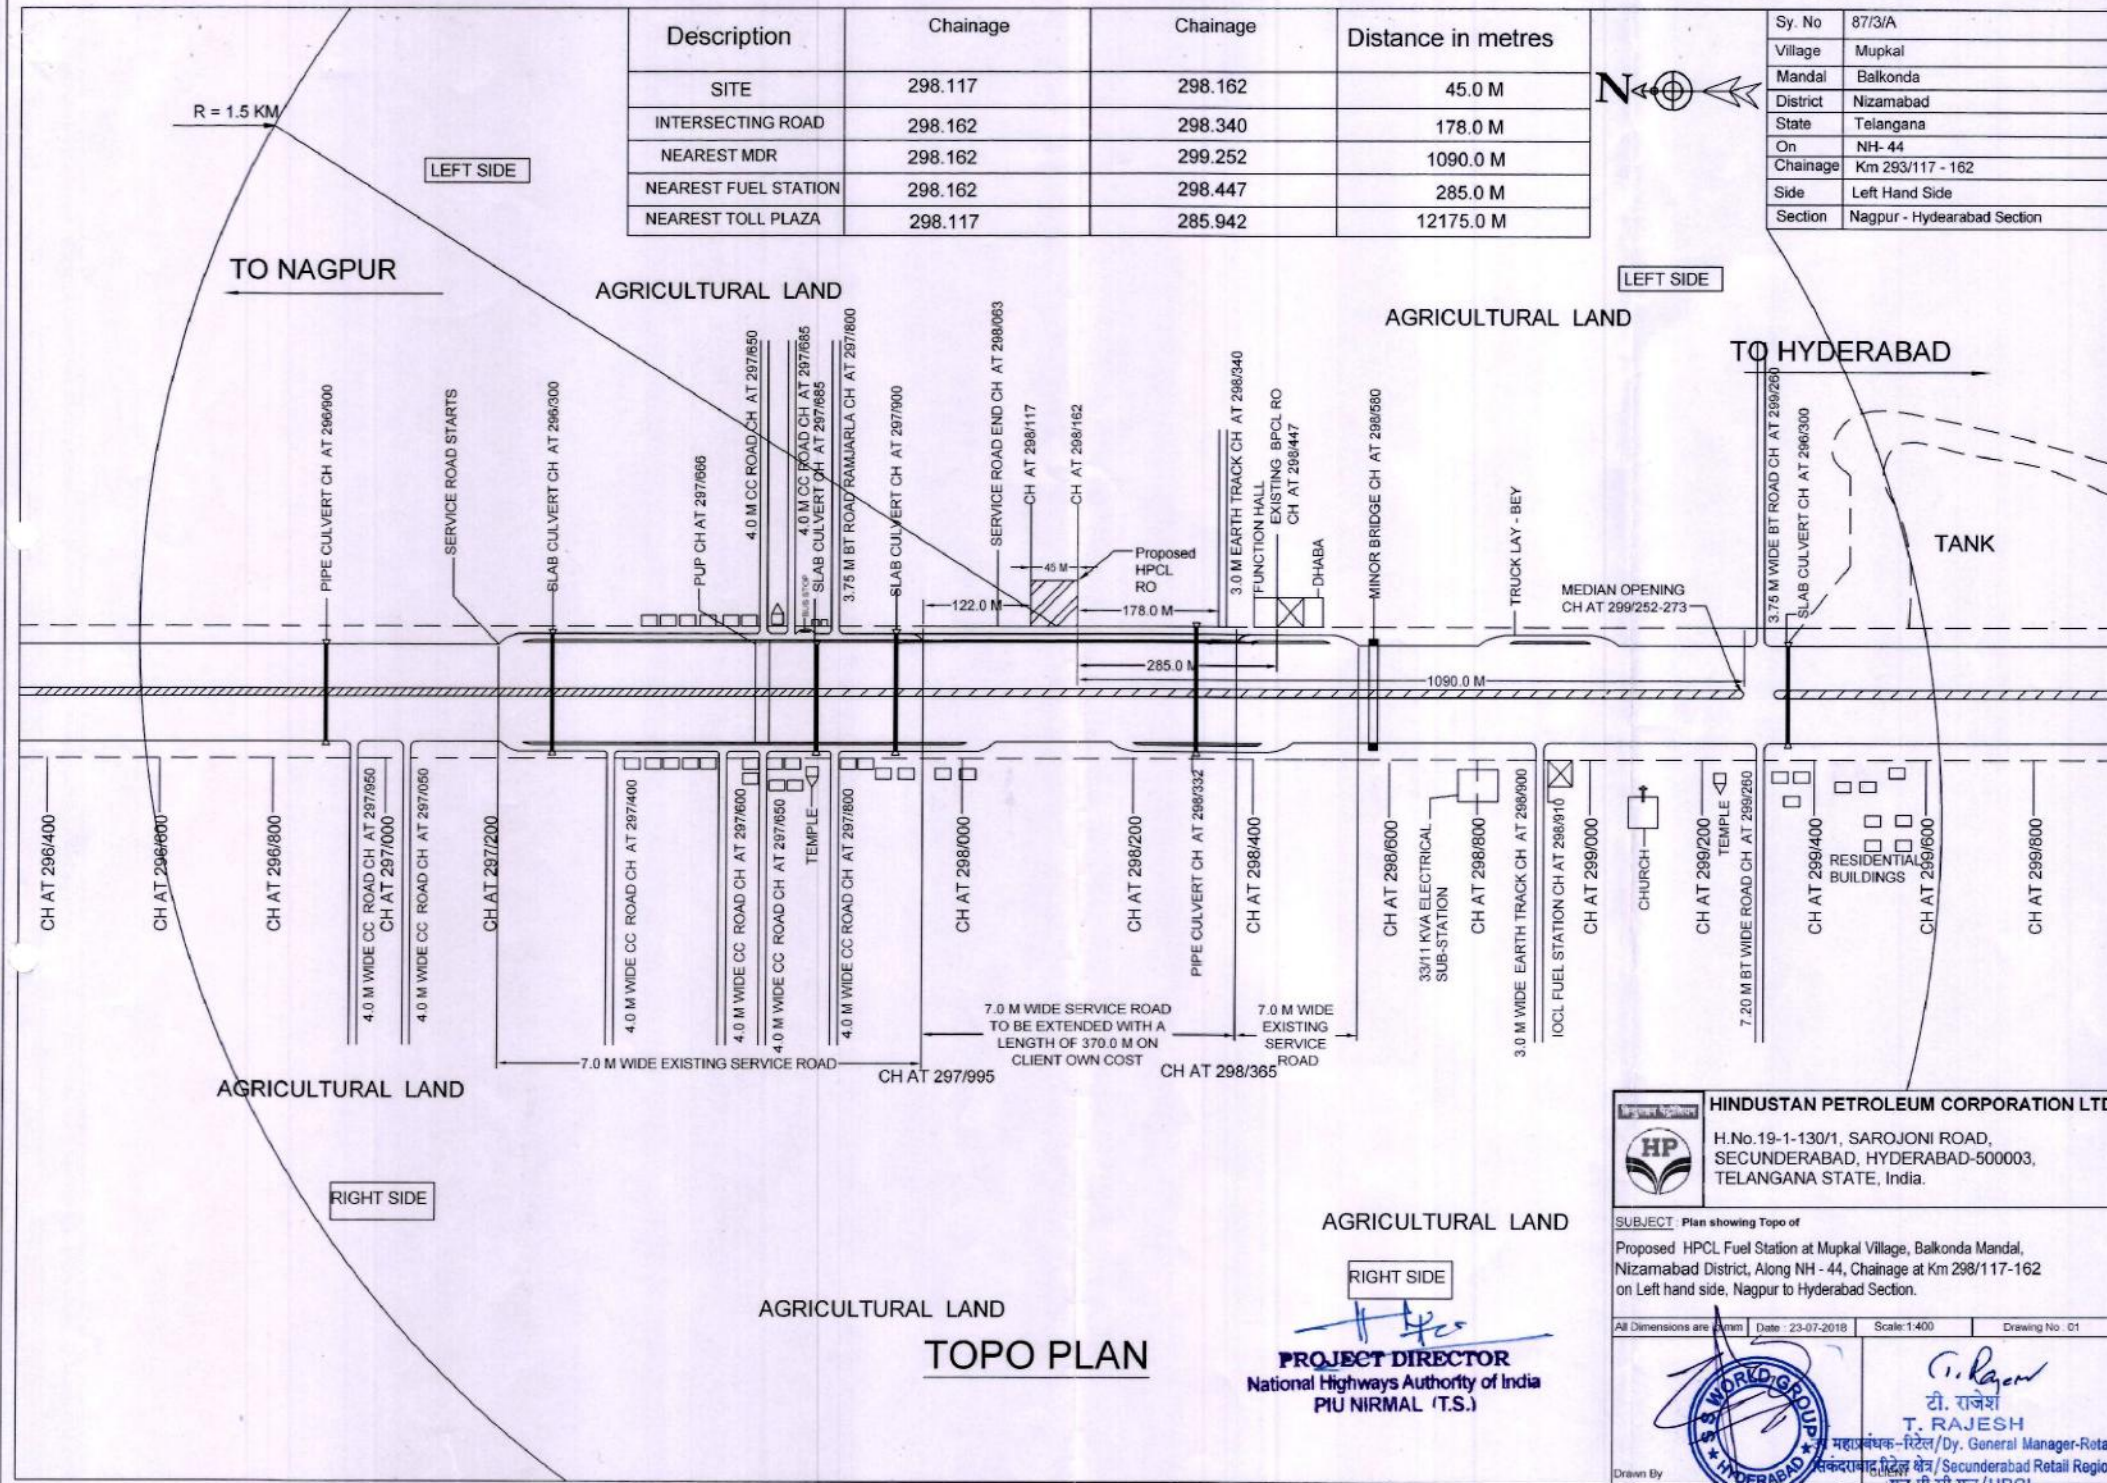 Description Chainage Chainage Distance in metres
SITE 298.117 298.162 45.0 M
INTERSECTING ROAD 298.162 298.340 178.0 M
NEAREST MDR 298.162 299.252 1090.0 M
NEAREST FUEL STATION 298.162 298.447 285.0 M
NEAREST TOLL PLAZA 298.117 285.942 12175.0 M
N
Sy. No 87/3/A
Village Mupkal
Mandal Balkonda
District Nizamabad
State Telangana
On NH- 44
Chainage Km 293/117 - 162
Side Left Hand Side
Section Nagpur - Hydearabad Section
R = 1.5 KM
LEFT SIDE
TO NAGPUR
AGRICULTURAL LAND
LEFT SIDE
AGRICULTURAL LAND
TO HYDERABAD
PIPE CULVERT CH AT 296/900
SERVICE ROAD STARTS
SLAB CULVERT CH AT 296/300
PUP CH AT 297/666
4.0 M CC ROAD CH AT 297/650
4.0 M CC ROAD CH AT 297/685
BUS STOP
SLAB CULVERT CH AT 297/685
3.75 M BT ROAD RAMJARLA CH AT 297/800
SLAB CULVERT CH AT 297/900
SERVICE ROAD END CH AT 298/063
CH AT 298/117
CH AT 298/162
45 M
Proposed
HPCL
RO
122.0 M
178.0 M
3.0 M EARTH TRACK CH AT 298/340
FUNCTION HALL
EXISTING BPCL RO
CH AT 298/447
DHABA
MINOR BRIDGE CH AT 298/580
TRUCK LAY - BEY
MEDIAN OPENING
CH AT 299/252-273
3.75 M WIDE BT ROAD CH AT 299/260
SLAB CULVERT CH AT 296/300
TANK
285.0 M
1090.0 M
CH AT 296/400
CH AT 296/600
CH AT 296/800
4.0 M WIDE CC ROAD CH AT 297/950
CH AT 297/000
4.0 M WIDE CC ROAD CH AT 297/050
CH AT 297/200
4.0 M WIDE CC ROAD CH AT 297/400
4.0 M WIDE CC ROAD CH AT 297/600
4.0 M WIDE CC ROAD CH AT 297/650
TEMPLE
4.0 M WIDE CC ROAD CH AT 297/800
CH AT 298/000
CH AT 298/200
PIPE CULVERT CH AT 298/332
CH AT 298/400
CH AT 298/600
33/11 KVA ELECTRICAL
SUB-STATION
CH AT 298/800
3.0 M WIDE EARTH TRACK CH AT 298/900
IOCL FUEL STATION CH AT 298/910
CH AT 299/000
CHURCH
CH AT 299/200
TEMPLE
7.20 M BT WIDE ROAD CH AT 299/260
CH AT 299/400
RESIDENTIAL
BUILDINGS
CH AT 299/600
CH AT 299/800
7.0 M WIDE EXISTING SERVICE ROAD
CH AT 297/995
7.0 M WIDE SERVICE ROAD
TO BE EXTENDED WITH A
LENGTH OF 370.0 M ON
CLIENT OWN COST
CH AT 298/365
7.0 M WIDE
EXISTING
SERVICE
ROAD
AGRICULTURAL LAND
RIGHT SIDE
AGRICULTURAL LAND
RIGHT SIDE
AGRICULTURAL LAND
TOPO PLAN
PROJECT DIRECTOR
National Highways Authority of India
PIU NIRMAL (T.S.)
हिन्दुस्तान पेट्रोलियम
HP
HINDUSTAN PETROLEUM CORPORATION LTD
H.No.19-1-130/1, SAROJONI ROAD,
SECUNDERABAD, HYDERABAD-500003,
TELANGANA STATE, India.
SUBJECT : Plan showing Topo of
Proposed HPCL Fuel Station at Mupkal Village, Balkonda Mandal,
Nizamabad District, Along NH - 44, Chainage at Km 298/117-162
on Left hand side, Nagpur to Hyderabad Section.
All Dimensions are mm Date : 23-07-2018 Scale:1:400 Drawing No : 01
S S WORLD GROUP
HYDERABAD
Drawn By
T. Rajesh
टी. राजेश
T. RAJESH
महाप्रबंधक-रिटेल/Dy. General Manager-Reta
सिकंदराबाद रिटेल क्षेत्र/Secunderabad Retail Regio